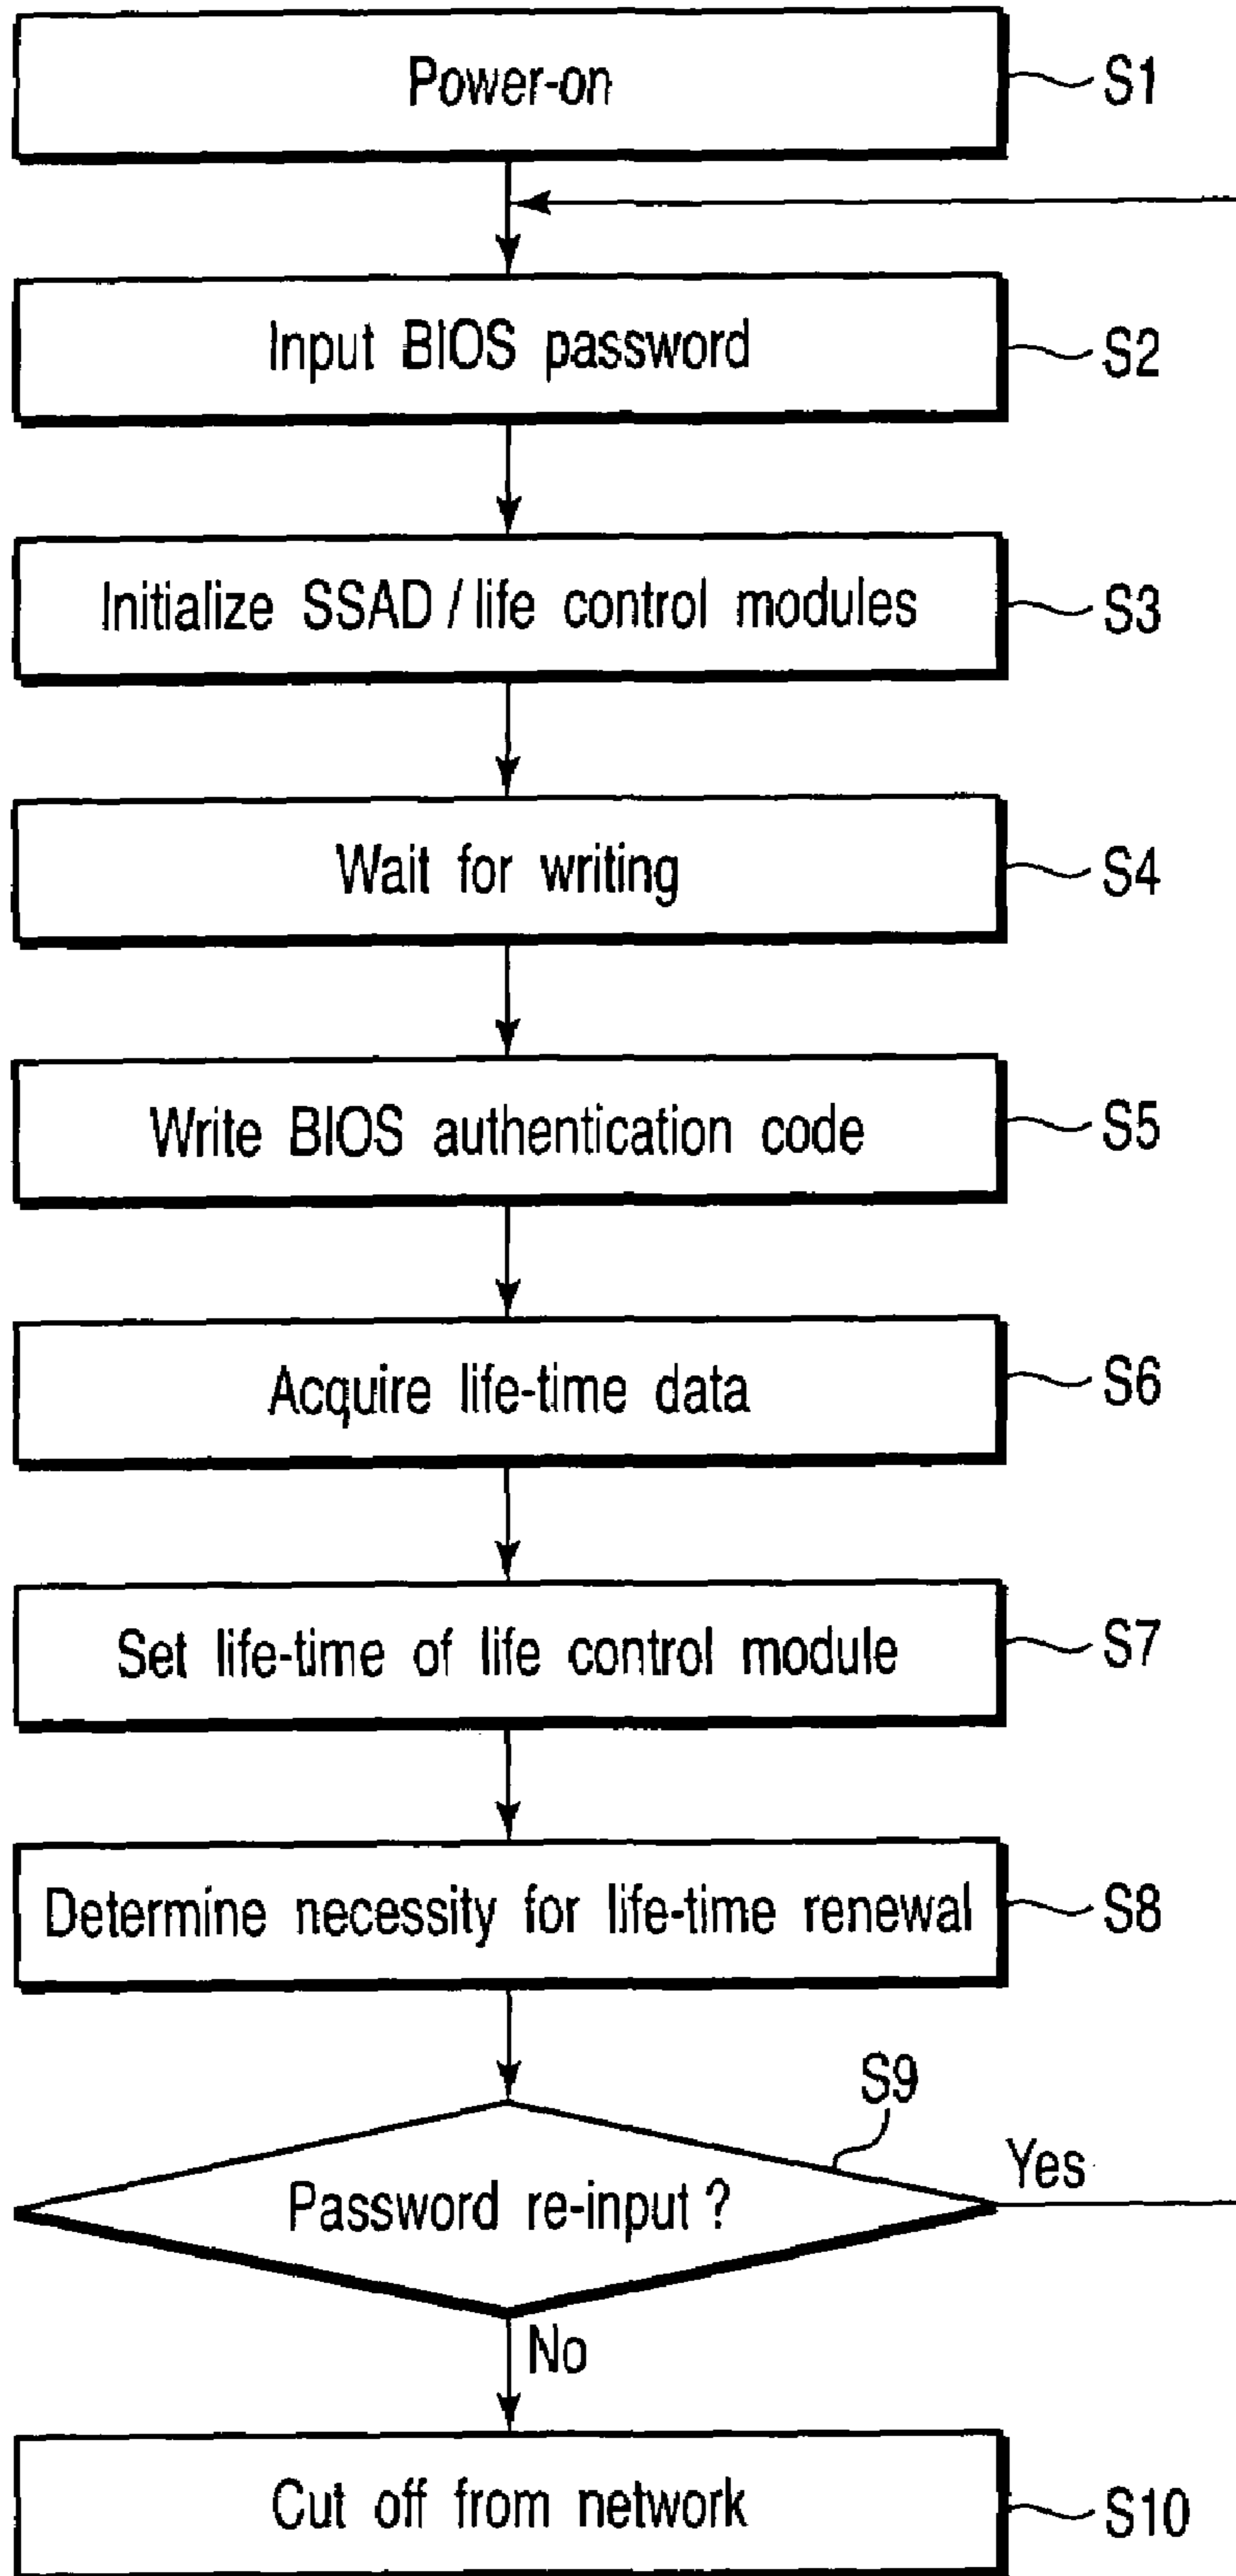 Power-on
S1
Input BIOS password
S2
Initialize SSAD / life control modules
S3
Wait for writing
S4
Write BIOS authentication code
S5
Acquire life-time data
S6
Set life-time of life control module
S7
Determine necessity for life-time renewal
S8
S9
Yes
Password re-input ?
No
Cut off from network
S10